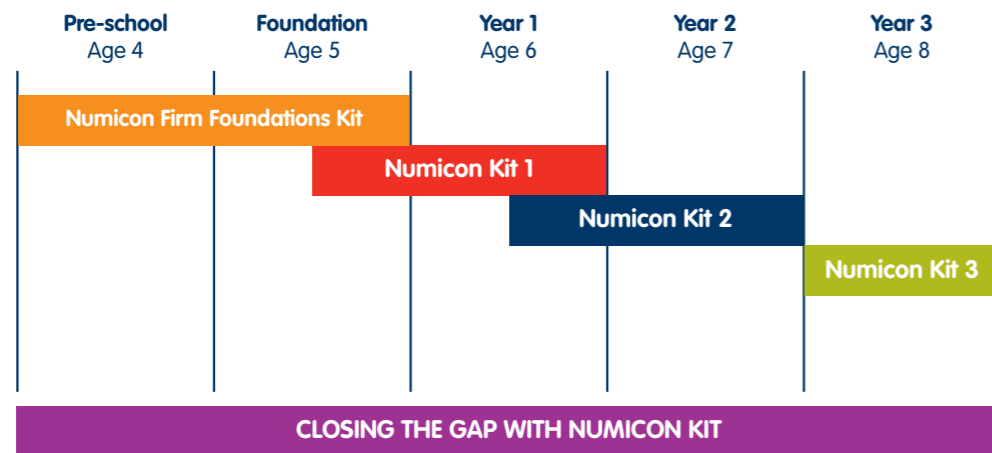 Pre-school Foundation Year 1 Year 2 Year 3
Age 4 Age 5 Age 6 Age 7 Age 8
Numicon Firm Foundations Kit
Numicon Kit 1
Numicon Kit 2
Numicon Kit 3
CLOSING THE GAP WITH NUMICON KIT